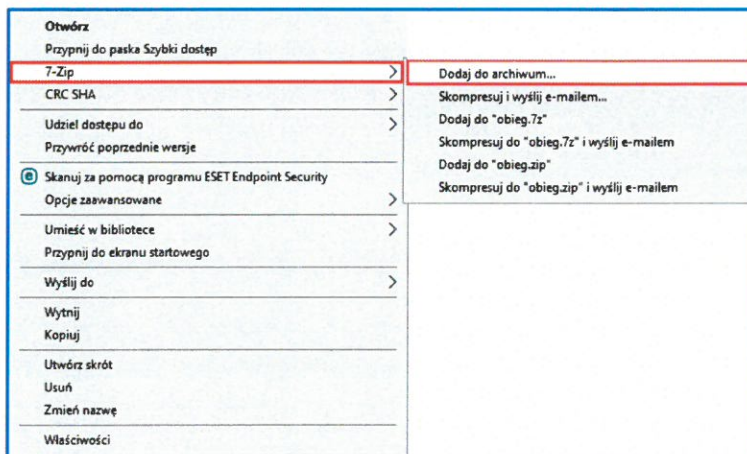 Otwórz
Przypnij do paska Szybki dostęp
7-Zip
CRC SHA
Udziel dostępu do
Przywróć poprzednie wersje
Skanuj za pomocą programu ESET Endpoint Security
Opcje zaawansowane
Umieść w bibliotece
Przypnij do ekranu startowego
Wyślij do
Wytnij
Kopiuj
Utwórz skrót
Usuń
Zmień nazwę
Właściwości
Dodaj do archiwum...
Skompresuj i wyślij e-mailem...
Dodaj do "obieg.7z"
Skompresuj do "obieg.7z" i wyślij e-mailem
Dodaj do "obieg.zip"
Skompresuj do "obieg.zip" i wyślij e-mailem